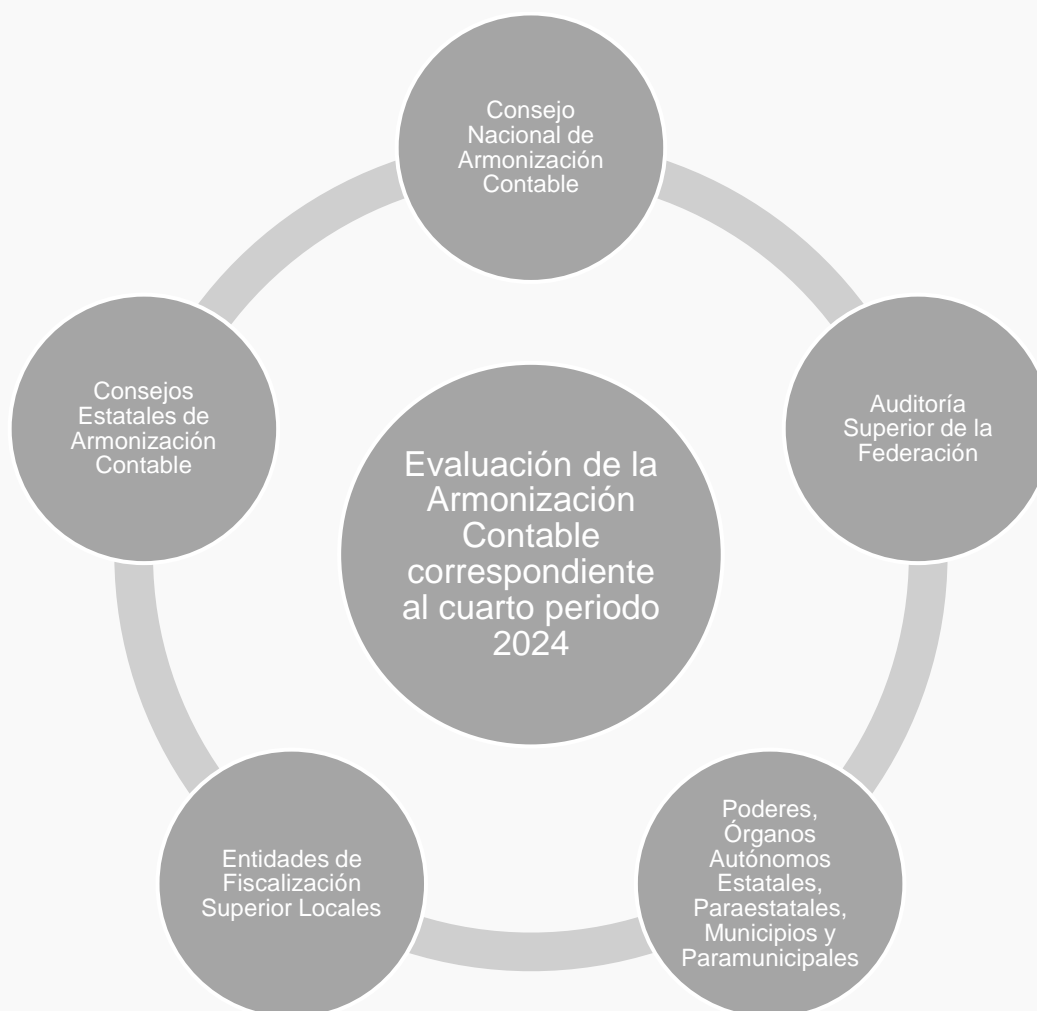 Consejo
Nacional de
Armonización
Contable
Consejos
Estatales de
Armonización
Contable
Auditoría
Superior de la
Federación
Evaluación de la
Armonización
Contable
correspondiente
al cuarto periodo
2024
Entidades de
Fiscalización
Superior Locales
Poderes,
Órganos
Autónomos
Estatales,
Paraestatales,
Municipios y
Paramunicipales